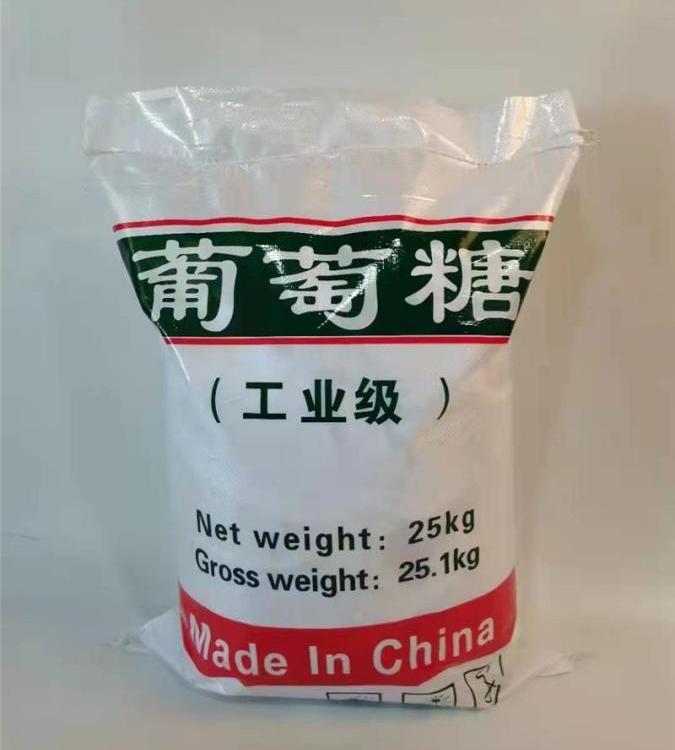 葡萄糖
（工业级 ）
Net weight: 25kg
Gross weight: 25.1kg
Made In China